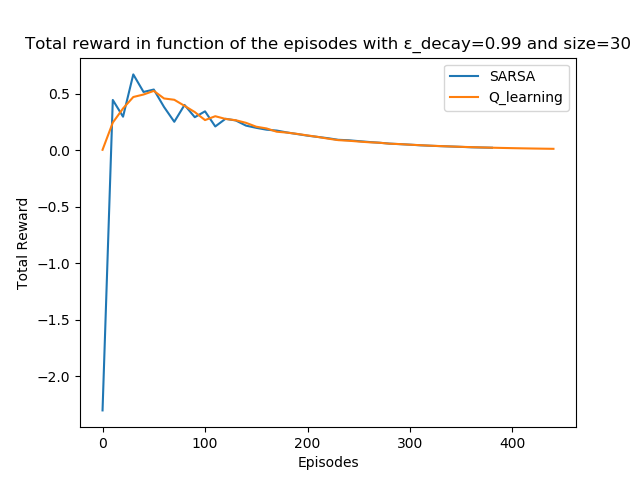 Total reward in function of the episodes with ε_decay=0.99 and size=30
SARSA
Q_learning
0.5
0.0
−0.5
−1.0
−1.5
−2.0
Total Reward
0 100 200 300 400
Episodes